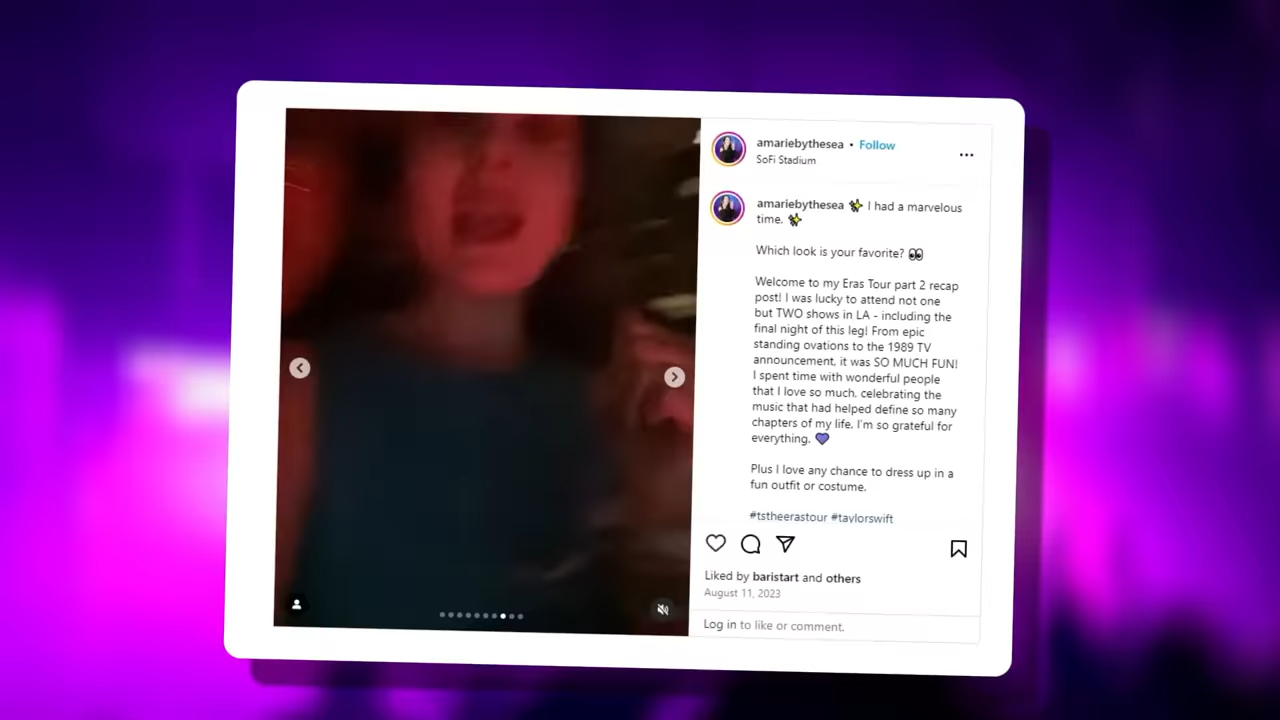 amariebythesea • Follow
SoFi Stadium
amariebythesea ✨ I had a marvelous
time. ✨
Which look is your favorite? 👀
Welcome to my Eras Tour part 2 recap
post! I was lucky to attend not one
but TWO shows in LA - including the
final night of this leg! From epic
standing ovations to the 1989 TV
announcement, it was SO MUCH FUN!
I spent time with wonderful people
that I love so much, celebrating the
music that had helped define so many
chapters of my life. I'm so grateful for
everything. 💜
Plus I love any chance to dress up in a
fun outfit or costume.
#tstheerastour #taylorswift
Liked by baristart and others
August 11, 2023
Log in to like or comment.